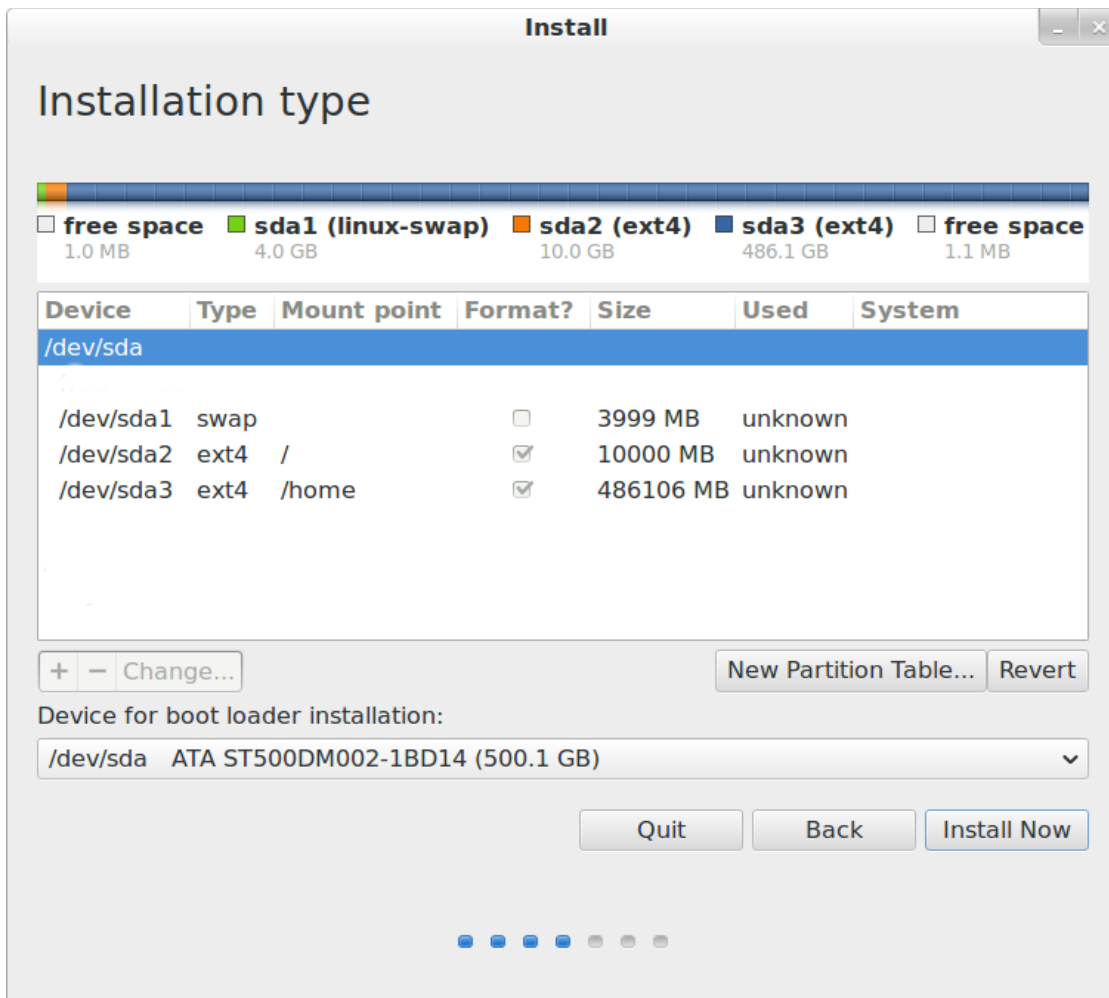 Install
Installation type
free space sda1 (linux-swap) sda2 (ext4) sda3 (ext4) free space
1.0 MB 4.0 GB 10.0 GB 486.1 GB 1.1 MB
Device Type Mount point Format? Size Used System
/dev/sda
/dev/sda1 swap 3999 MB unknown
/dev/sda2 ext4 / 10000 MB unknown
/dev/sda3 ext4 /home 486106 MB unknown
+ − Change... New Partition Table... Revert
Device for boot loader installation:
/dev/sda ATA ST500DM002-1BD14 (500.1 GB)
Quit Back Install Now